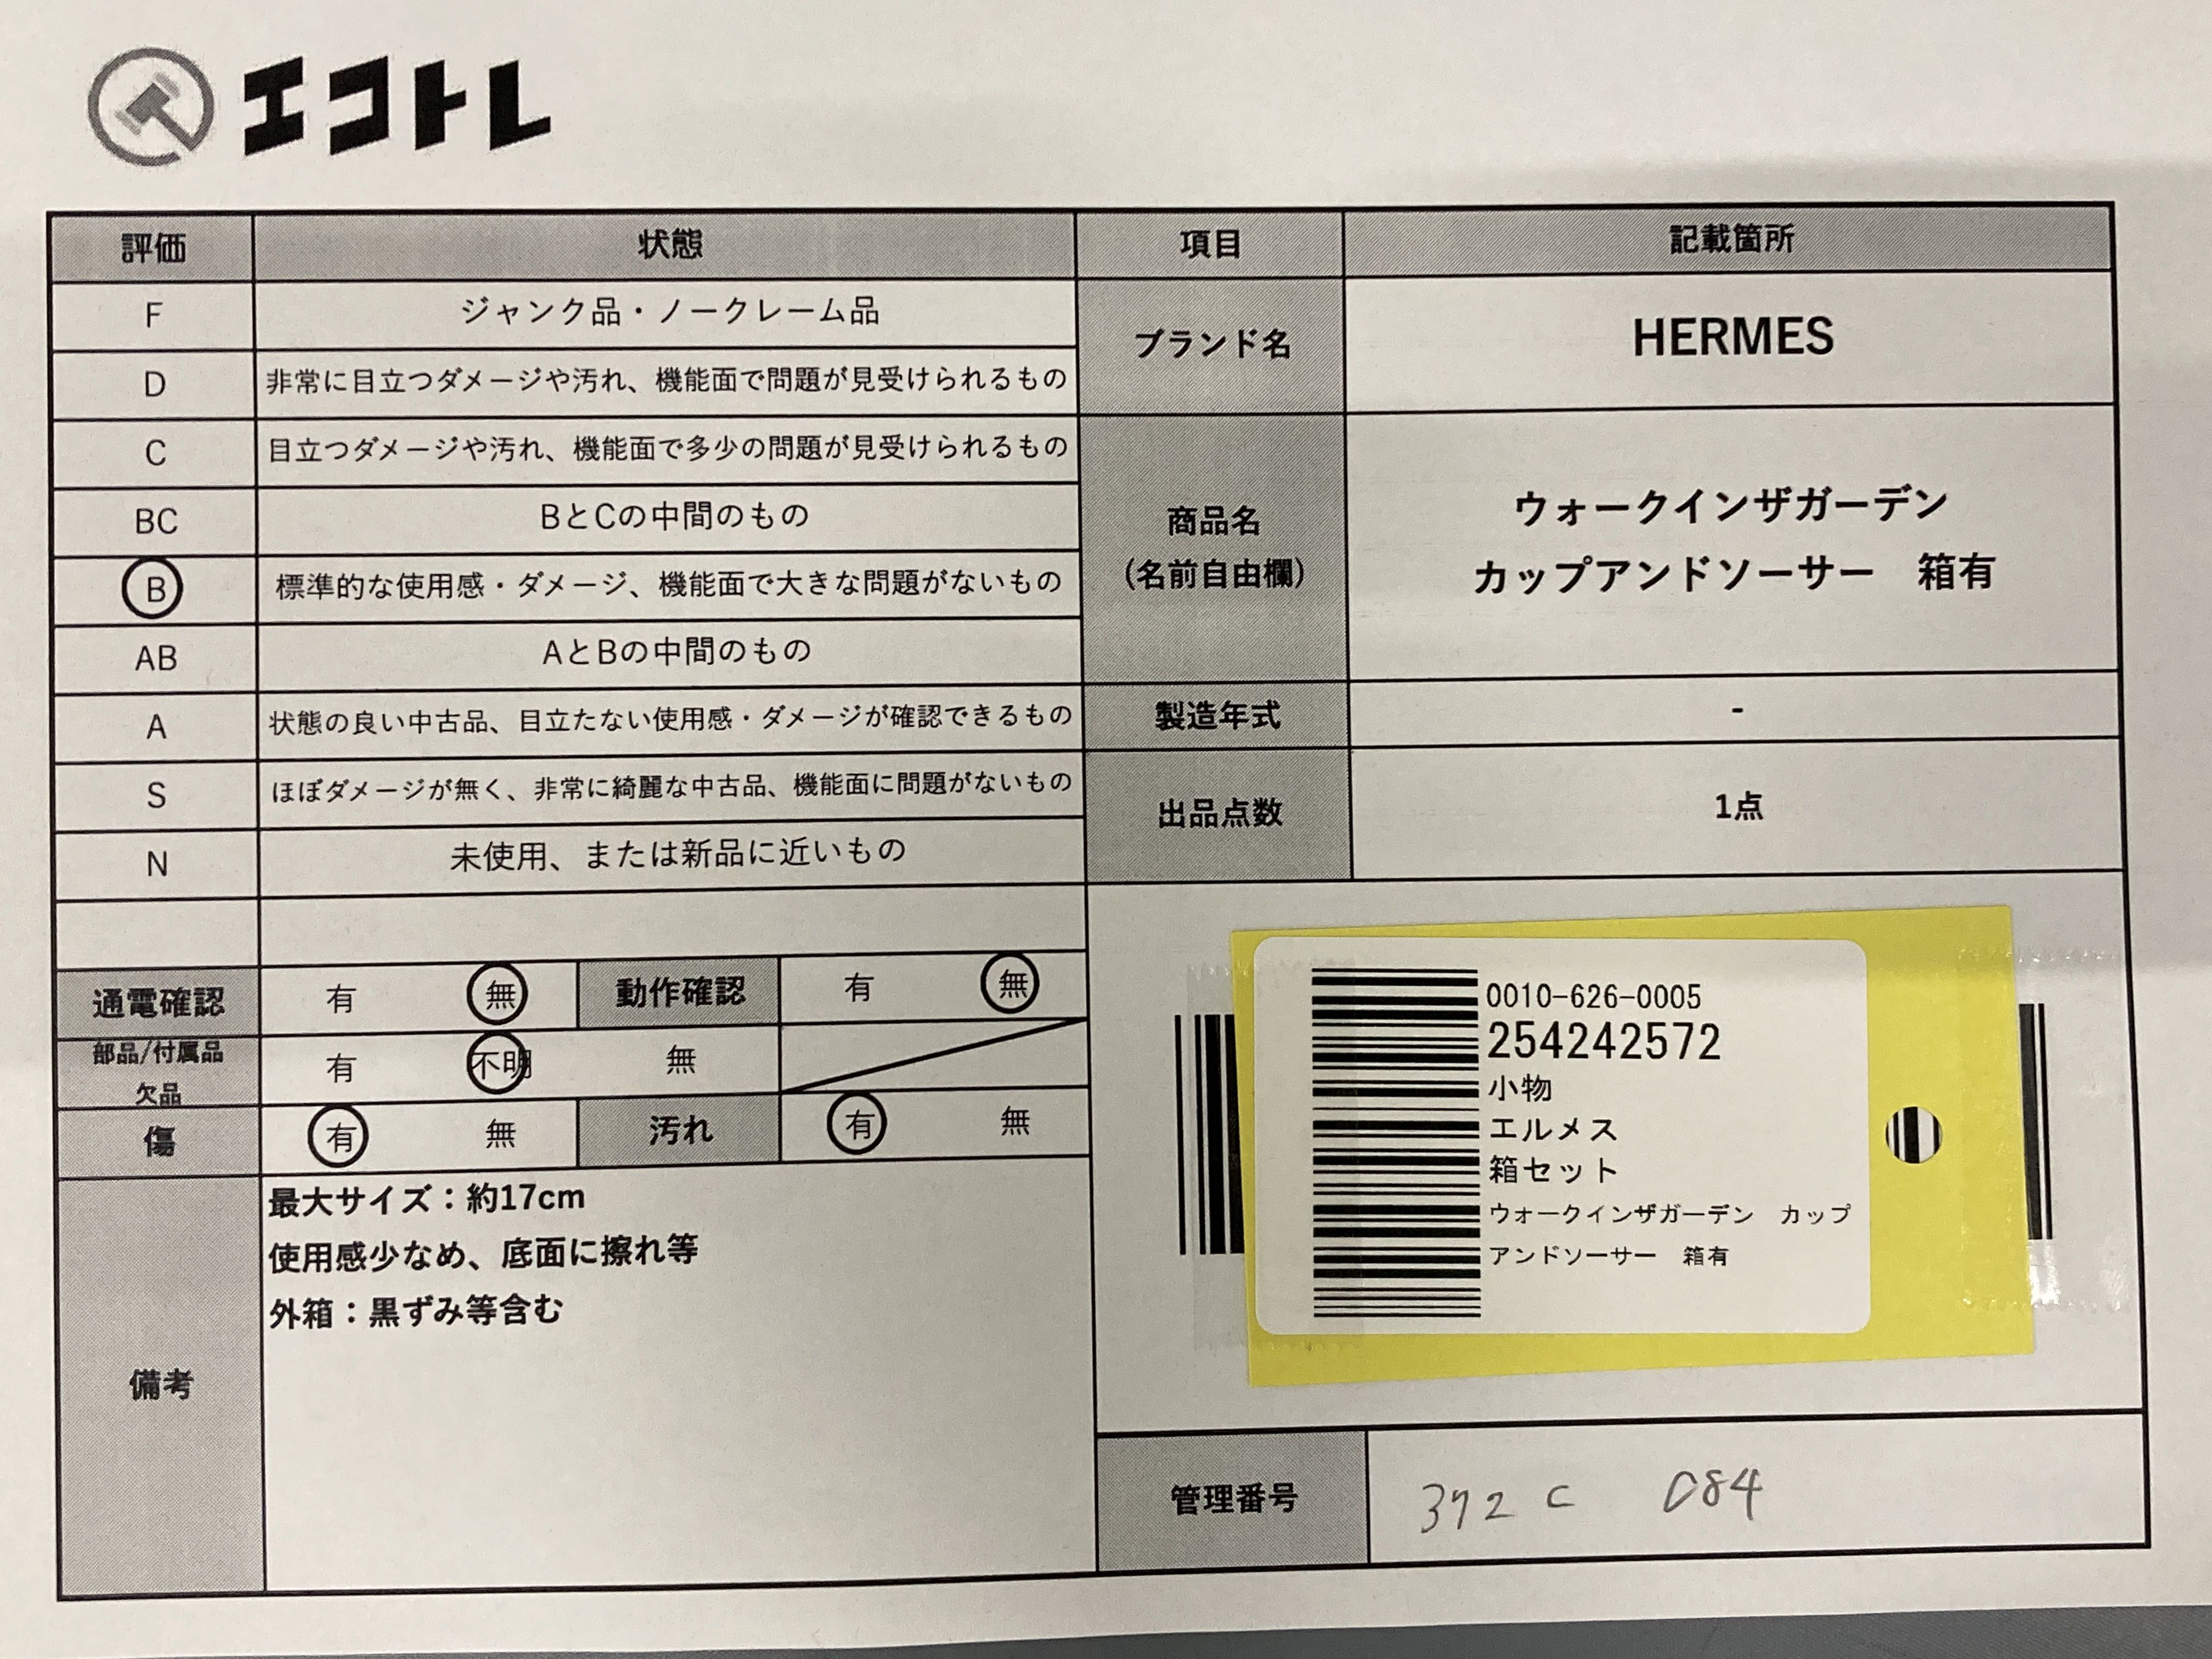 エコトレ
評価 状態 項目 記載箇所
F ジャンク品・ノークレーム品
D 非常に目立つダメージや汚れ、機能面で問題が見受けられるもの
ブランド名 HERMES
C 目立つダメージや汚れ、機能面で多少の問題が見受けられるもの
BC BとCの中間のもの
B 標準的な使用感・ダメージ、機能面で大きな問題がないもの
AB AとBの中間のもの
商品名
(名前自由欄)
ウォークインザガーデン
カップアンドソーサー　箱有
A 状態の良い中古品、目立たない使用感・ダメージが確認できるもの
製造年式 -
S ほぼダメージが無く、非常に綺麗な中古品、機能面に問題がないもの
N 未使用、または新品に近いもの
出品点数 1点
通電確認 有 無 動作確認 有 無
部品/付属品
欠品
有 不明 無
傷 有 無 汚れ 有 無
備考
最大サイズ：約17cm
使用感少なめ、底面に擦れ等
外箱：黒ずみ等含む
0010-626-0005
254242572
小物
エルメス
箱セット
ウォークインザガーデン　カップ
アンドソーサー　箱有
管理番号 372 C 084